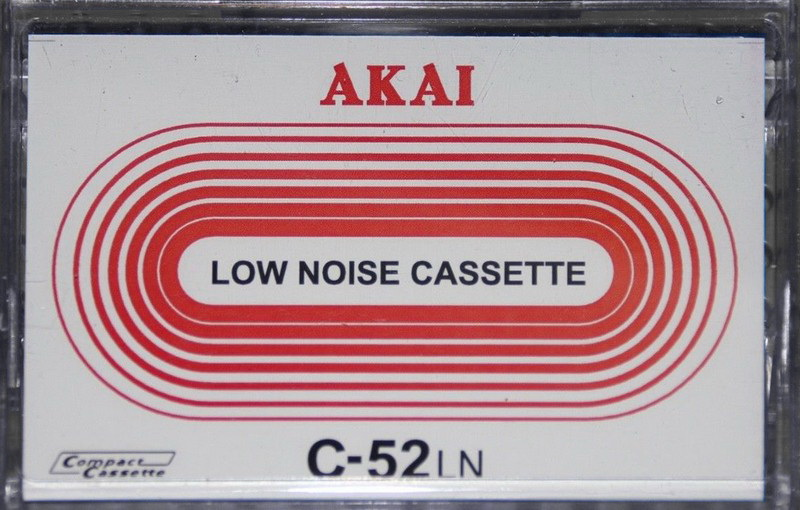 AKAI
LOW NOISE CASSETTE
C-52LN
Compact
Cassette